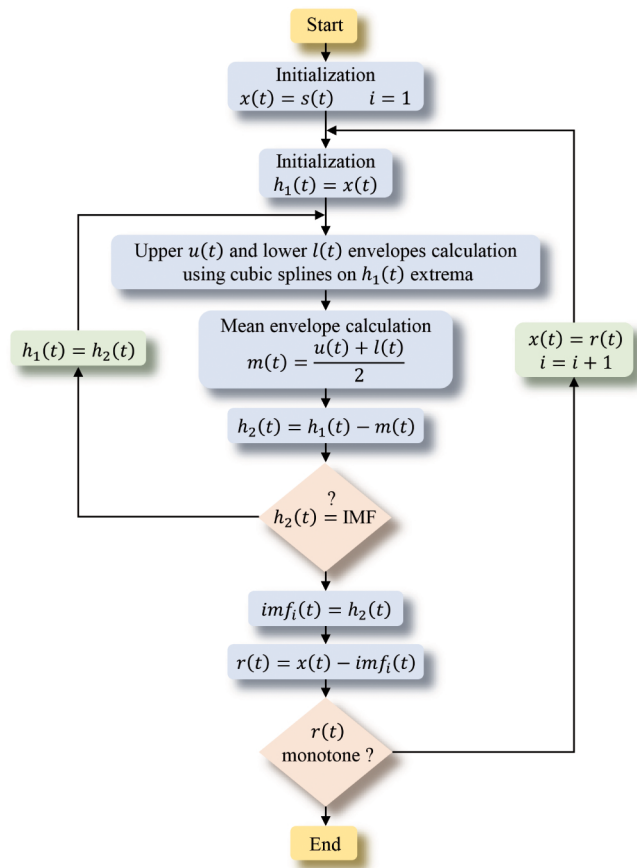 Start
Initialization
x(t) = s(t) i = 1
Initialization
h₁(t) = x(t)
Upper u(t) and lower l(t) envelopes calculation
using cubic splines on h₁(t) extrema
Mean envelope calculation
m(t) = (u(t) + l(t))/2
h₁(t) = h₂(t)
x(t) = r(t)
i = i + 1
h₂(t) = h₁(t) − m(t)
?
h₂(t) = IMF
imfᵢ(t) = h₂(t)
r(t) = x(t) − imfᵢ(t)
r(t)
monotone ?
End